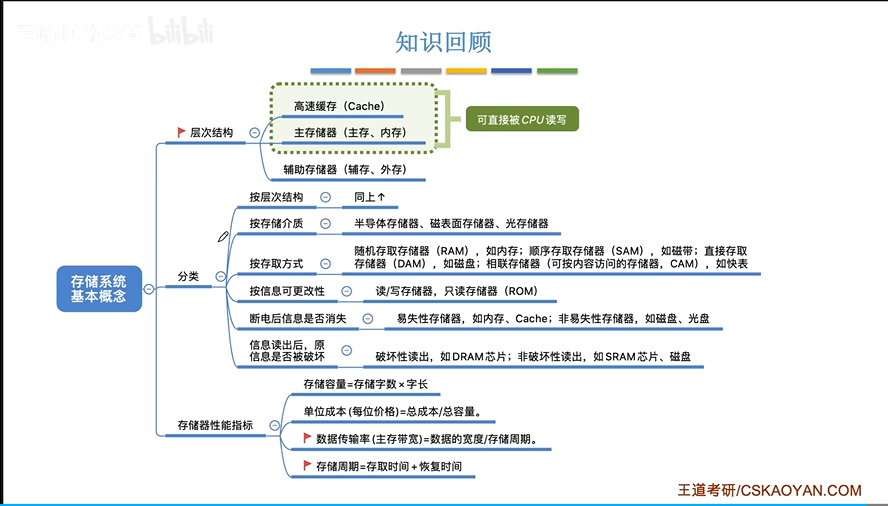 bilibili
知识回顾
高速缓存（Cache）
层次结构
主存储器（主存、内存）
可直接被CPU读写
辅助存储器（辅存、外存）
按层次结构
同上↑
按存储介质
半导体存储器、磁表面存储器、光存储器
分类
按存取方式
随机存取存储器（RAM），如内存；顺序存取存储器（SAM），如磁带；直接存取
存储器（DAM），如磁盘；相联存储器（可按内容访问的存储器，CAM），如快表
存储系统
基本概念
按信息可更改性
读/写存储器，只读存储器（ROM）
断电后信息是否消失
易失性存储器，如内存、Cache；非易失性存储器，如磁盘、光盘
信息读出后，原
信息是否被破坏
破坏性读出，如DRAM芯片；非破坏性读出，如SRAM芯片、磁盘
存储器性能指标
存储容量=存储字数×字长
单位成本(每位价格)=总成本/总容量。
数据传输率(主存带宽)=数据的宽度/存储周期。
存储周期=存取时间+恢复时间
王道考研/CSKAOYAN.COM